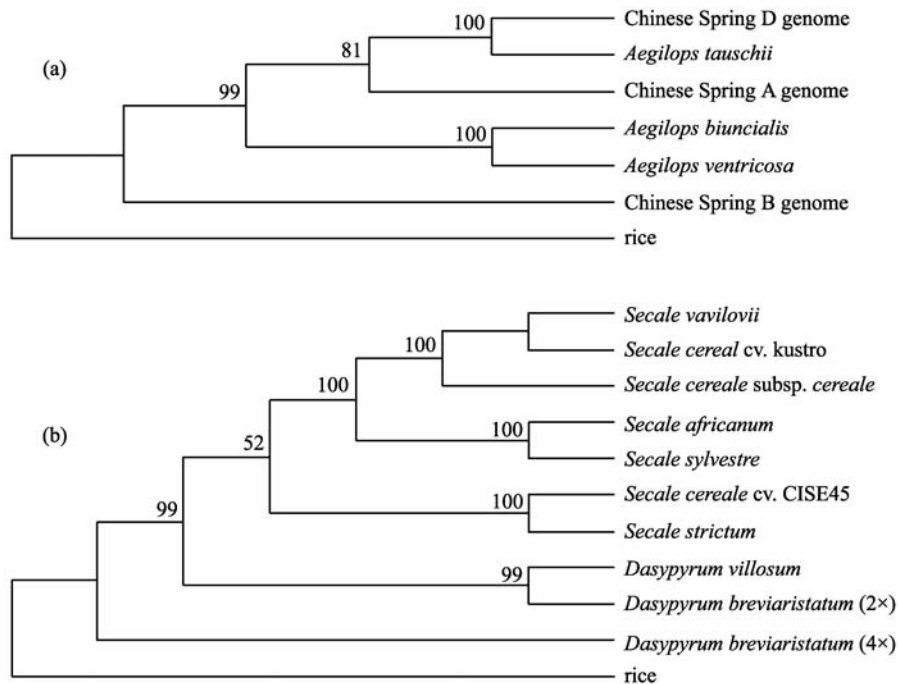 Chinese Spring D genome
100
Aegilops tauschii
81
(a)
Chinese Spring A genome
99
Aegilops biuncialis
100
Aegilops ventricosa
Chinese Spring B genome
rice
Secale vavilovii
100
Secale cereal cv. kustro
100
Secale cereale subsp. cereale
Secale africanum
100
(b)
52
Secale sylvestre
Secale cereale cv. CISE45
100
99
Secale strictum
Dasypyrum villosum
99
Dasypyrum breviaristatum (2×)
Dasypyrum breviaristatum (4×)
rice